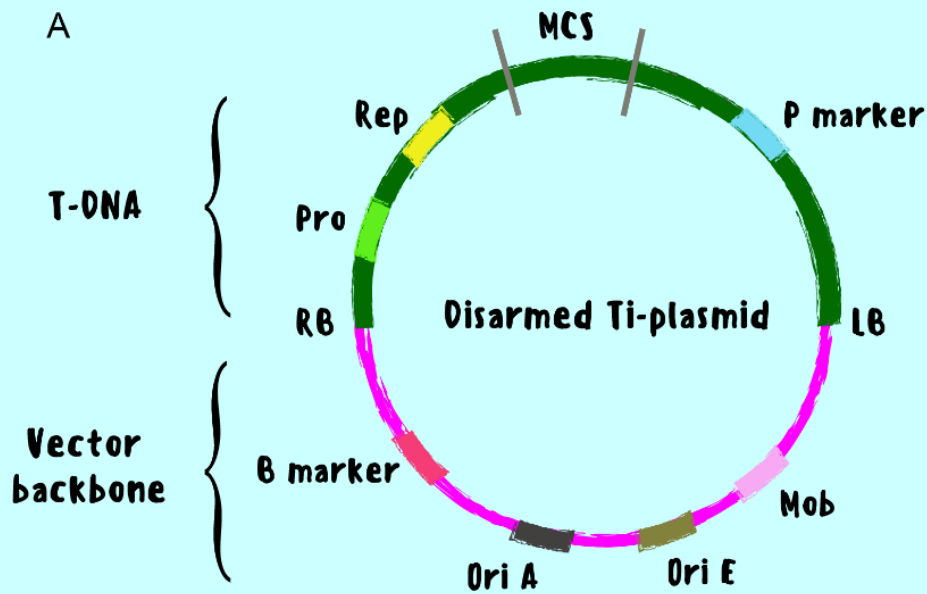 A
MCS
Rep
P marker
T-DNA
Pro
RB
Disarmed Ti-plasmid
LB
Vector
backbone
B marker
Mob
Ori A
Ori E